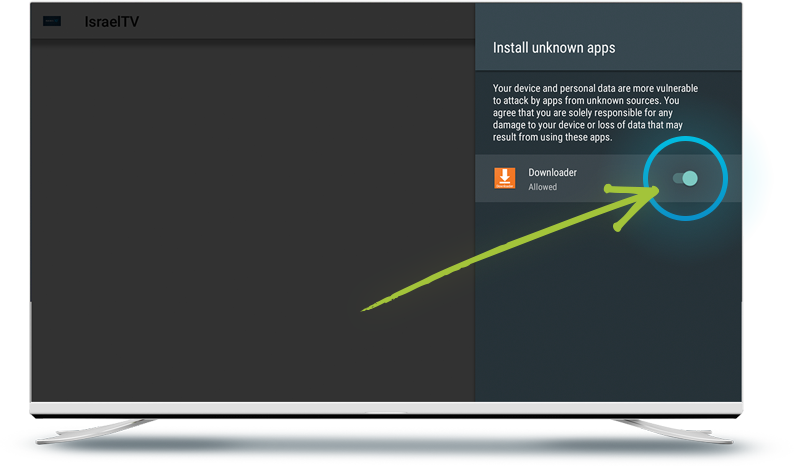 IsraelTV
Install unknown apps
Your device and personal data are more vulnerable
to attack by apps from unknown sources. You
agree that you are solely responsible for any
damage to your device or loss of data that may
result from using these apps.
Downloader
Allowed